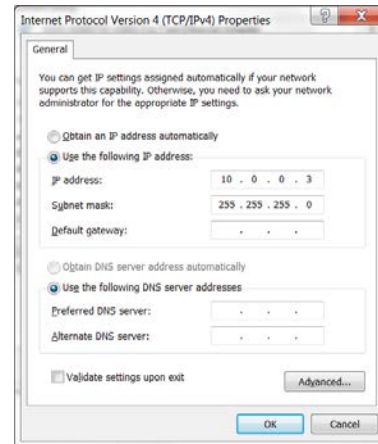 Internet Protocol Version 4 (TCP/IPv4) Properties
General
You can get IP settings assigned automatically if your network
supports this capability. Otherwise, you need to ask your network
administrator for the appropriate IP settings.
Obtain an IP address automatically
Use the following IP address:
IP address: 10 . 0 . 0 . 3
Subnet mask: 255 . 255 . 255 . 0
Default gateway: . . .
Obtain DNS server address automatically
Use the following DNS server addresses
Preferred DNS server: . . .
Alternate DNS server: . . .
Validate settings upon exit
Advanced...
OK Cancel